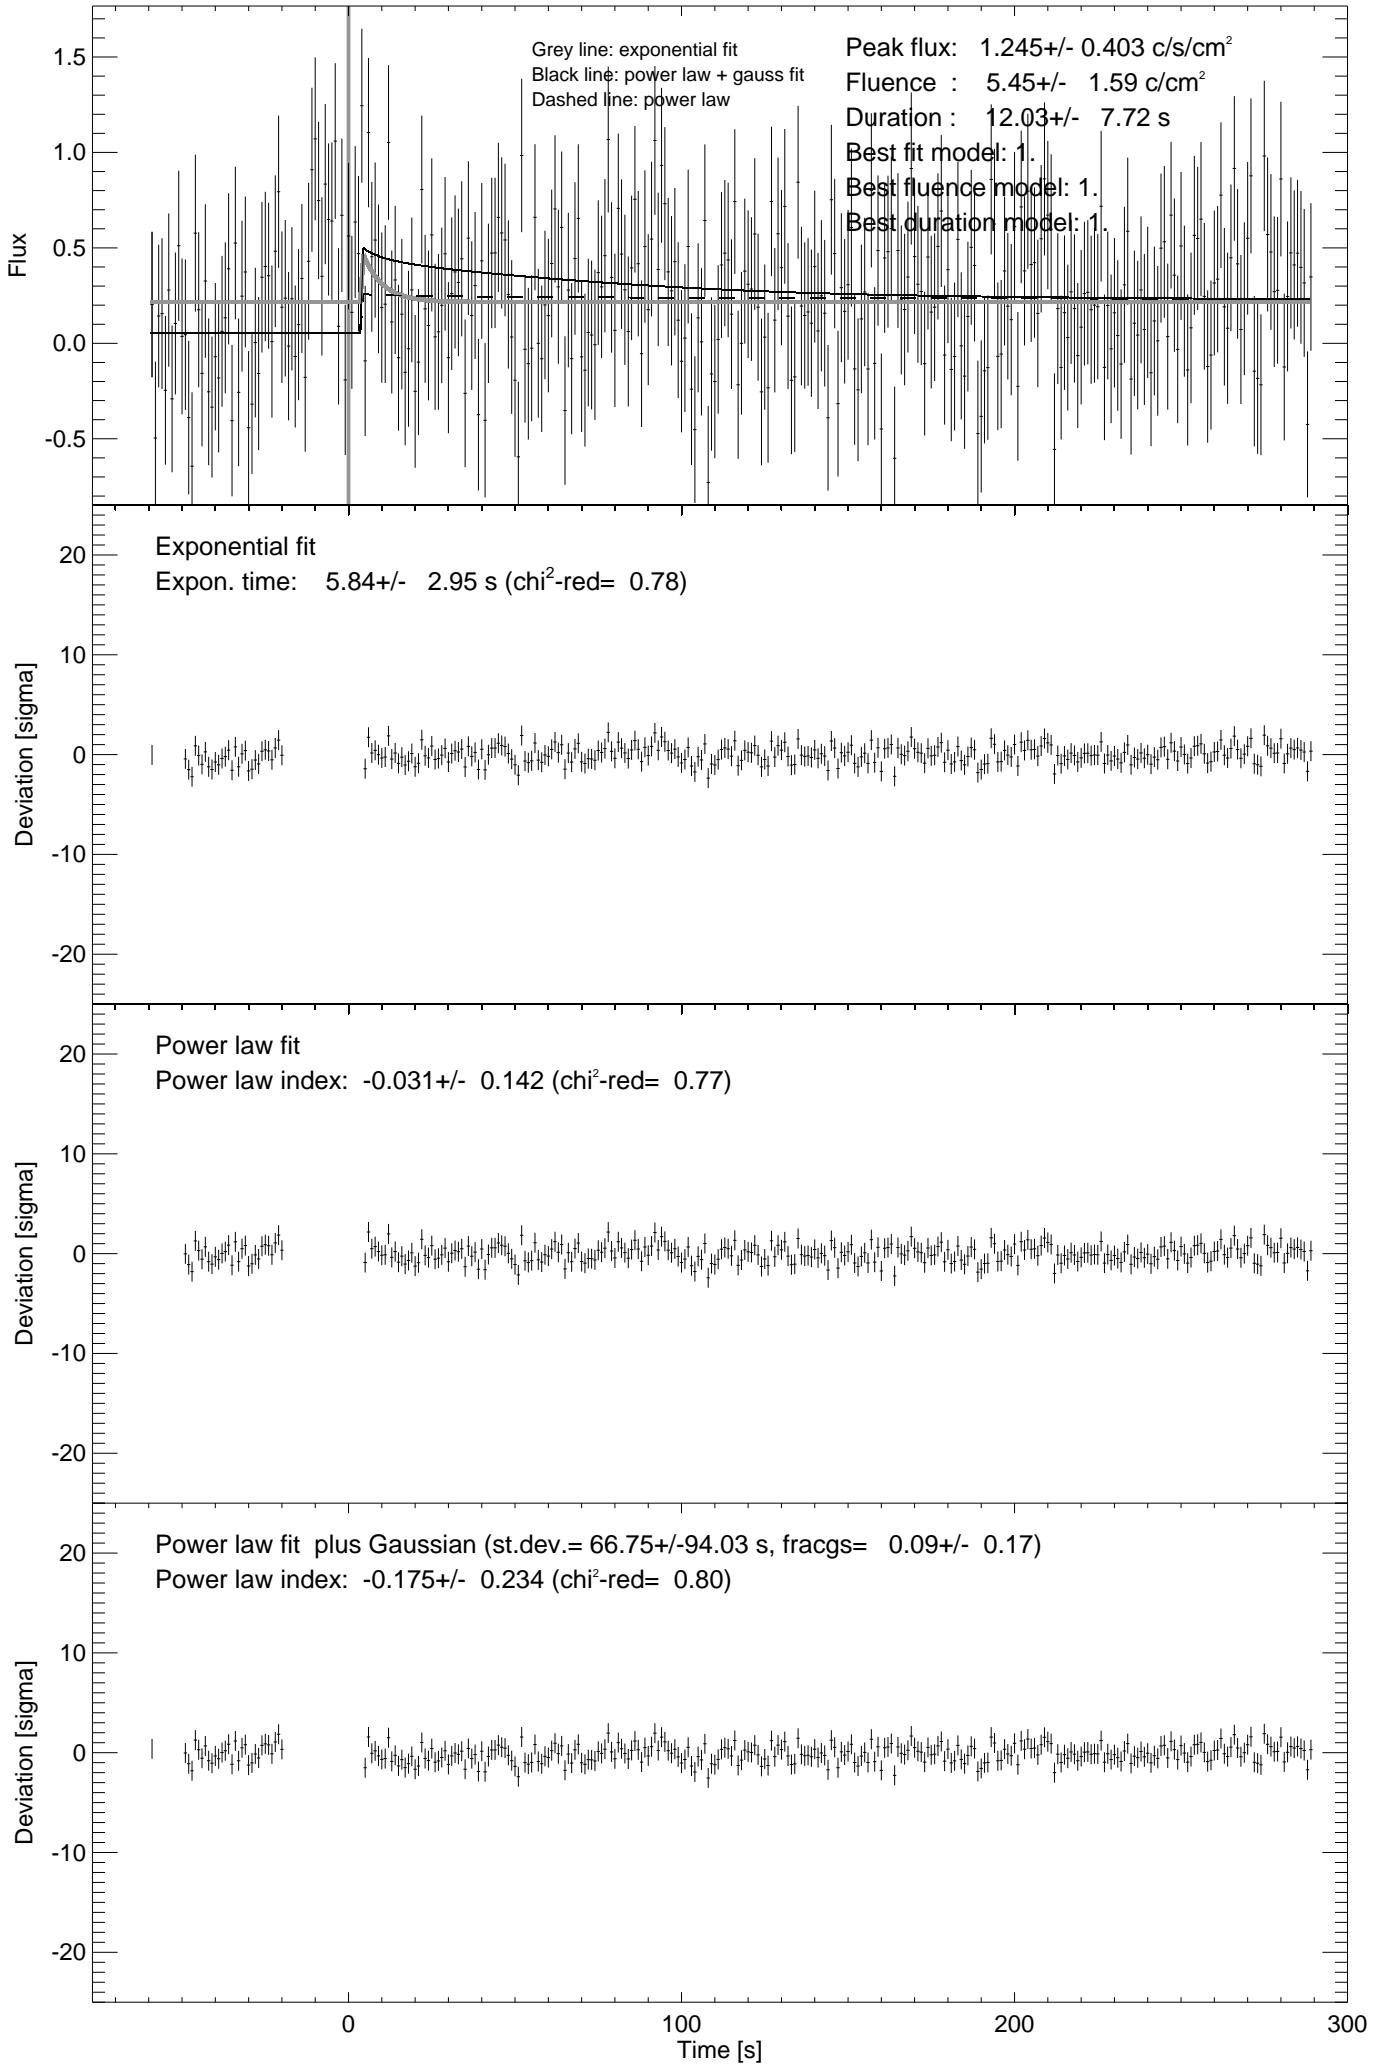 Grey line: exponential fit
Black line: power law + gauss fit
Dashed line: power law
Peak flux: 1.245+/- 0.403 c/s/cm²
Fluence : 5.45+/- 1.59 c/cm²
Duration : 12.03+/- 7.72 s
Best fit model: 1.
Best fluence model: 1.
Best duration model: 1.
Flux
1.5
1.0
0.5
0.0
-0.5
Exponential fit
Expon. time: 5.84+/- 2.95 s (chi²-red= 0.78)
Deviation [sigma]
20
10
0
-10
-20
Power law fit
Power law index: -0.031+/- 0.142 (chi²-red= 0.77)
Deviation [sigma]
20
10
0
-10
-20
Power law fit plus Gaussian (st.dev.= 66.75+/-94.03 s, fracgs= 0.09+/- 0.17)
Power law index: -0.175+/- 0.234 (chi²-red= 0.80)
Deviation [sigma]
20
10
0
-10
-20
0 100 200 300
Time [s]